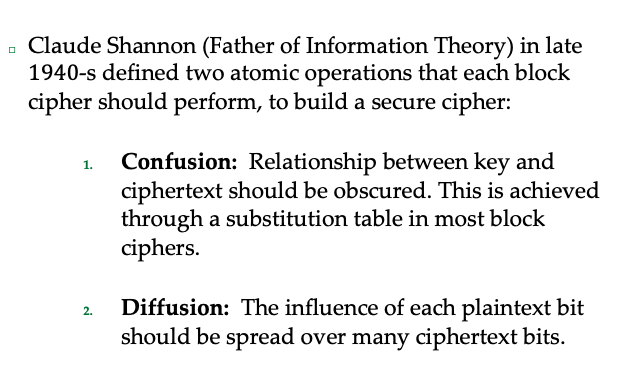 Claude Shannon (Father of Information Theory) in late
1940-s defined two atomic operations that each block
cipher should perform, to build a secure cipher:
1. Confusion: Relationship between key and
ciphertext should be obscured. This is achieved
through a substitution table in most block
ciphers.
2. Diffusion: The influence of each plaintext bit
should be spread over many ciphertext bits.